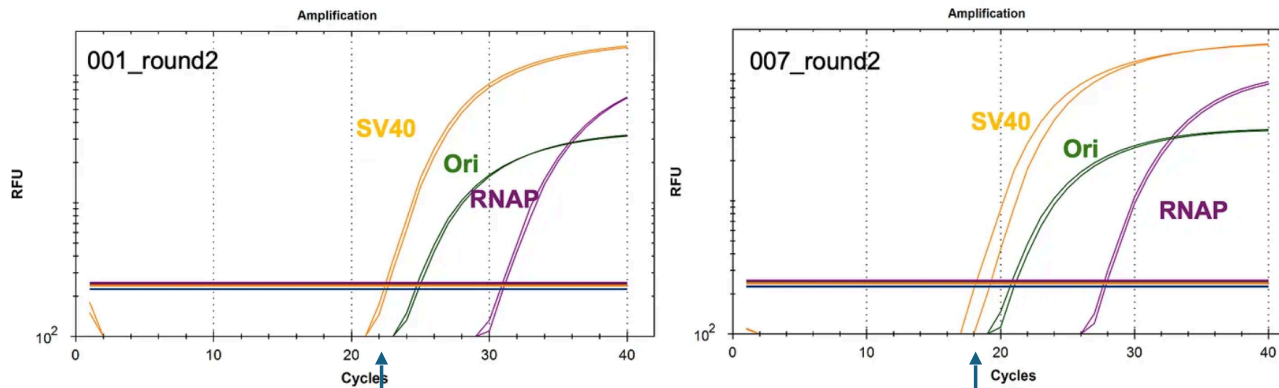 Amplification
001_round2
SV40
Ori
RNAP
RFU
10²
0
10
20
30
40
Cycles
Amplification
007_round2
SV40
Ori
RNAP
RFU
10²
0
10
20
30
40
Cycles